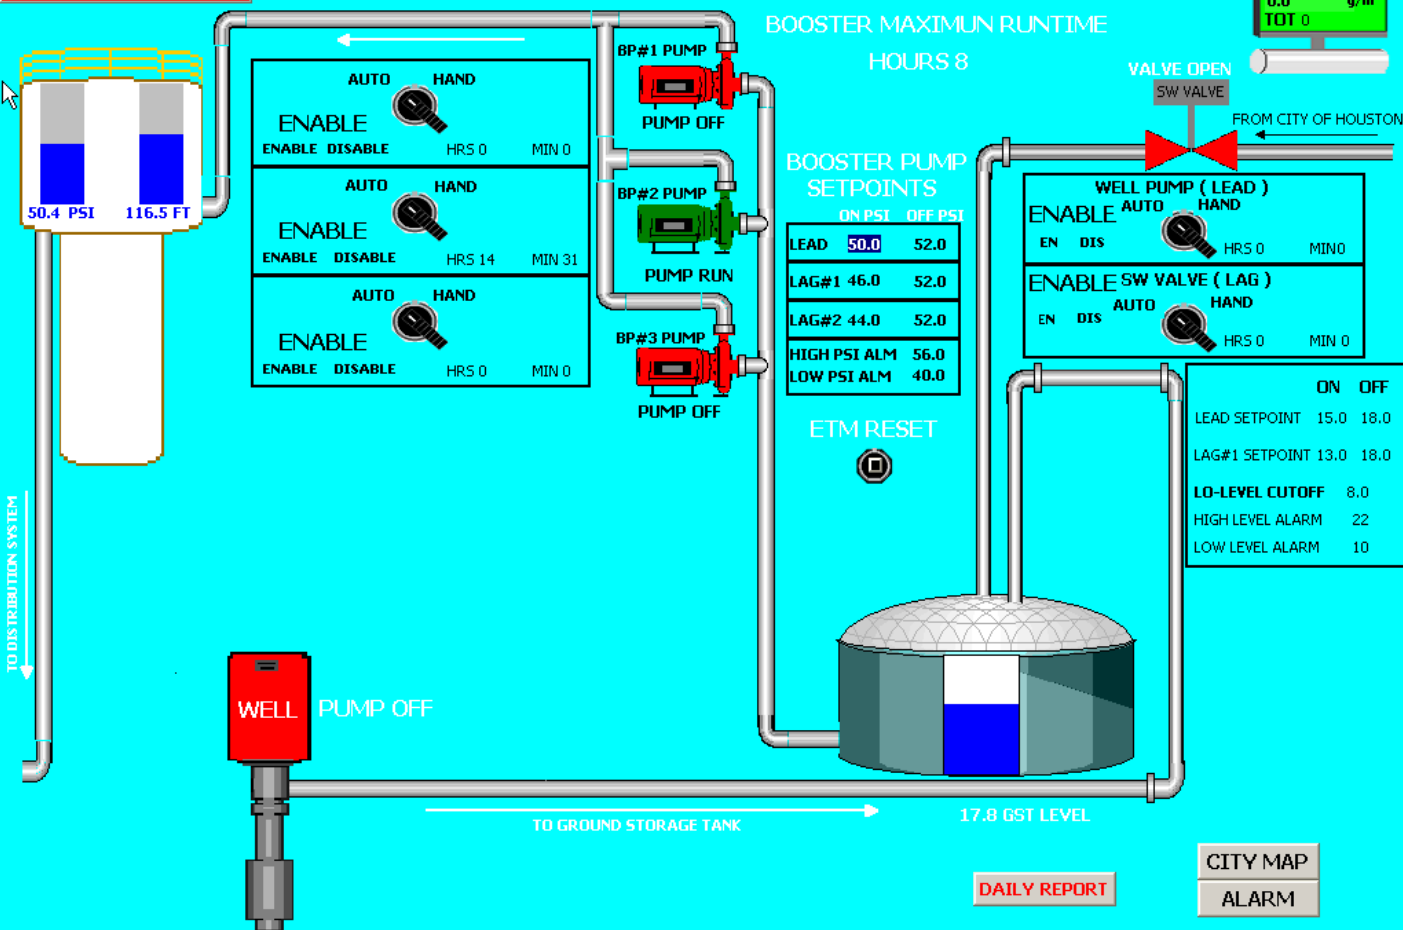 BOOSTER MAXIMUN RUNTIME
HOURS 8
0.0 g/m
TOT 0
50.4 PSI 116.5 FT
AUTO HAND
ENABLE
ENABLE DISABLE HRS 0 MIN 0
AUTO HAND
ENABLE
ENABLE DISABLE HRS 14 MIN 31
AUTO HAND
ENABLE
ENABLE DISABLE HRS 0 MIN 0
BP#1 PUMP
PUMP OFF
BP#2 PUMP
PUMP RUN
BP#3 PUMP
PUMP OFF
BOOSTER PUMP
SETPOINTS
ON PSI OFF PSI
LEAD 50.0 52.0
LAG#1 46.0 52.0
LAG#2 44.0 52.0
HIGH PSI ALM 56.0
LOW PSI ALM 40.0
ETM RESET
VALVE OPEN
SW VALVE
FROM CITY OF HOUSTON
WELL PUMP ( LEAD )
ENABLE AUTO HAND
EN DIS
HRS 0 MIN0
ENABLE SW VALVE ( LAG )
AUTO HAND
EN DIS
HRS 0 MIN 0
ON OFF
LEAD SETPOINT 15.0 18.0
LAG#1 SETPOINT 13.0 18.0
LO-LEVEL CUTOFF 8.0
HIGH LEVEL ALARM 22
LOW LEVEL ALARM 10
TO DISTRIBUTION SYSTEM
WELL PUMP OFF
TO GROUND STORAGE TANK
17.8 GST LEVEL
DAILY REPORT
CITY MAP
ALARM